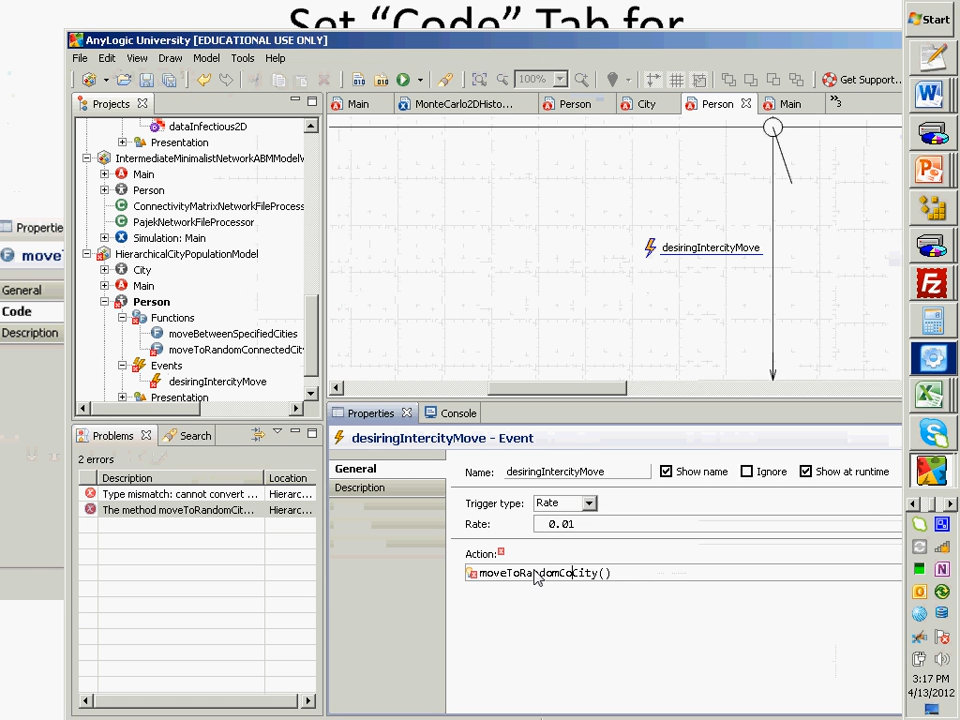 Set “Code” Tab for
AnyLogic University [EDUCATIONAL USE ONLY]
File Edit View Draw Model Tools Help
100% Get Support..
Projects
dataInfectious2D
Presentation
IntermediateMinimalistNetworkABMModelW
Main
Person
ConnectivityMatrixNetworkFileProcess
PajekNetworkFileProcessor
Simulation: Main
HierarchicalCityPopulationModel
City
Main
Person
Functions
moveBetweenSpecifiedCities
moveToRandomConnectedCit
Events
desiringIntercityMove
Presentation
Main MonteCarlo2DHisto... Person City Person Main »3
desiringIntercityMove
Problems Search
2 errors
Description Location
Type mismatch: cannot convert ... Hierarc...
The method moveToRandomCit... Hierarc...
Properties Console
desiringIntercityMove - Event
General
Description
Name: desiringIntercityMove Show name Ignore Show at runtime
Trigger type: Rate
Rate: 0.01
Action:
moveToRandomCoCity()
Propertie
move
General
Code
Description
Start
3:17 PM
4/13/2012